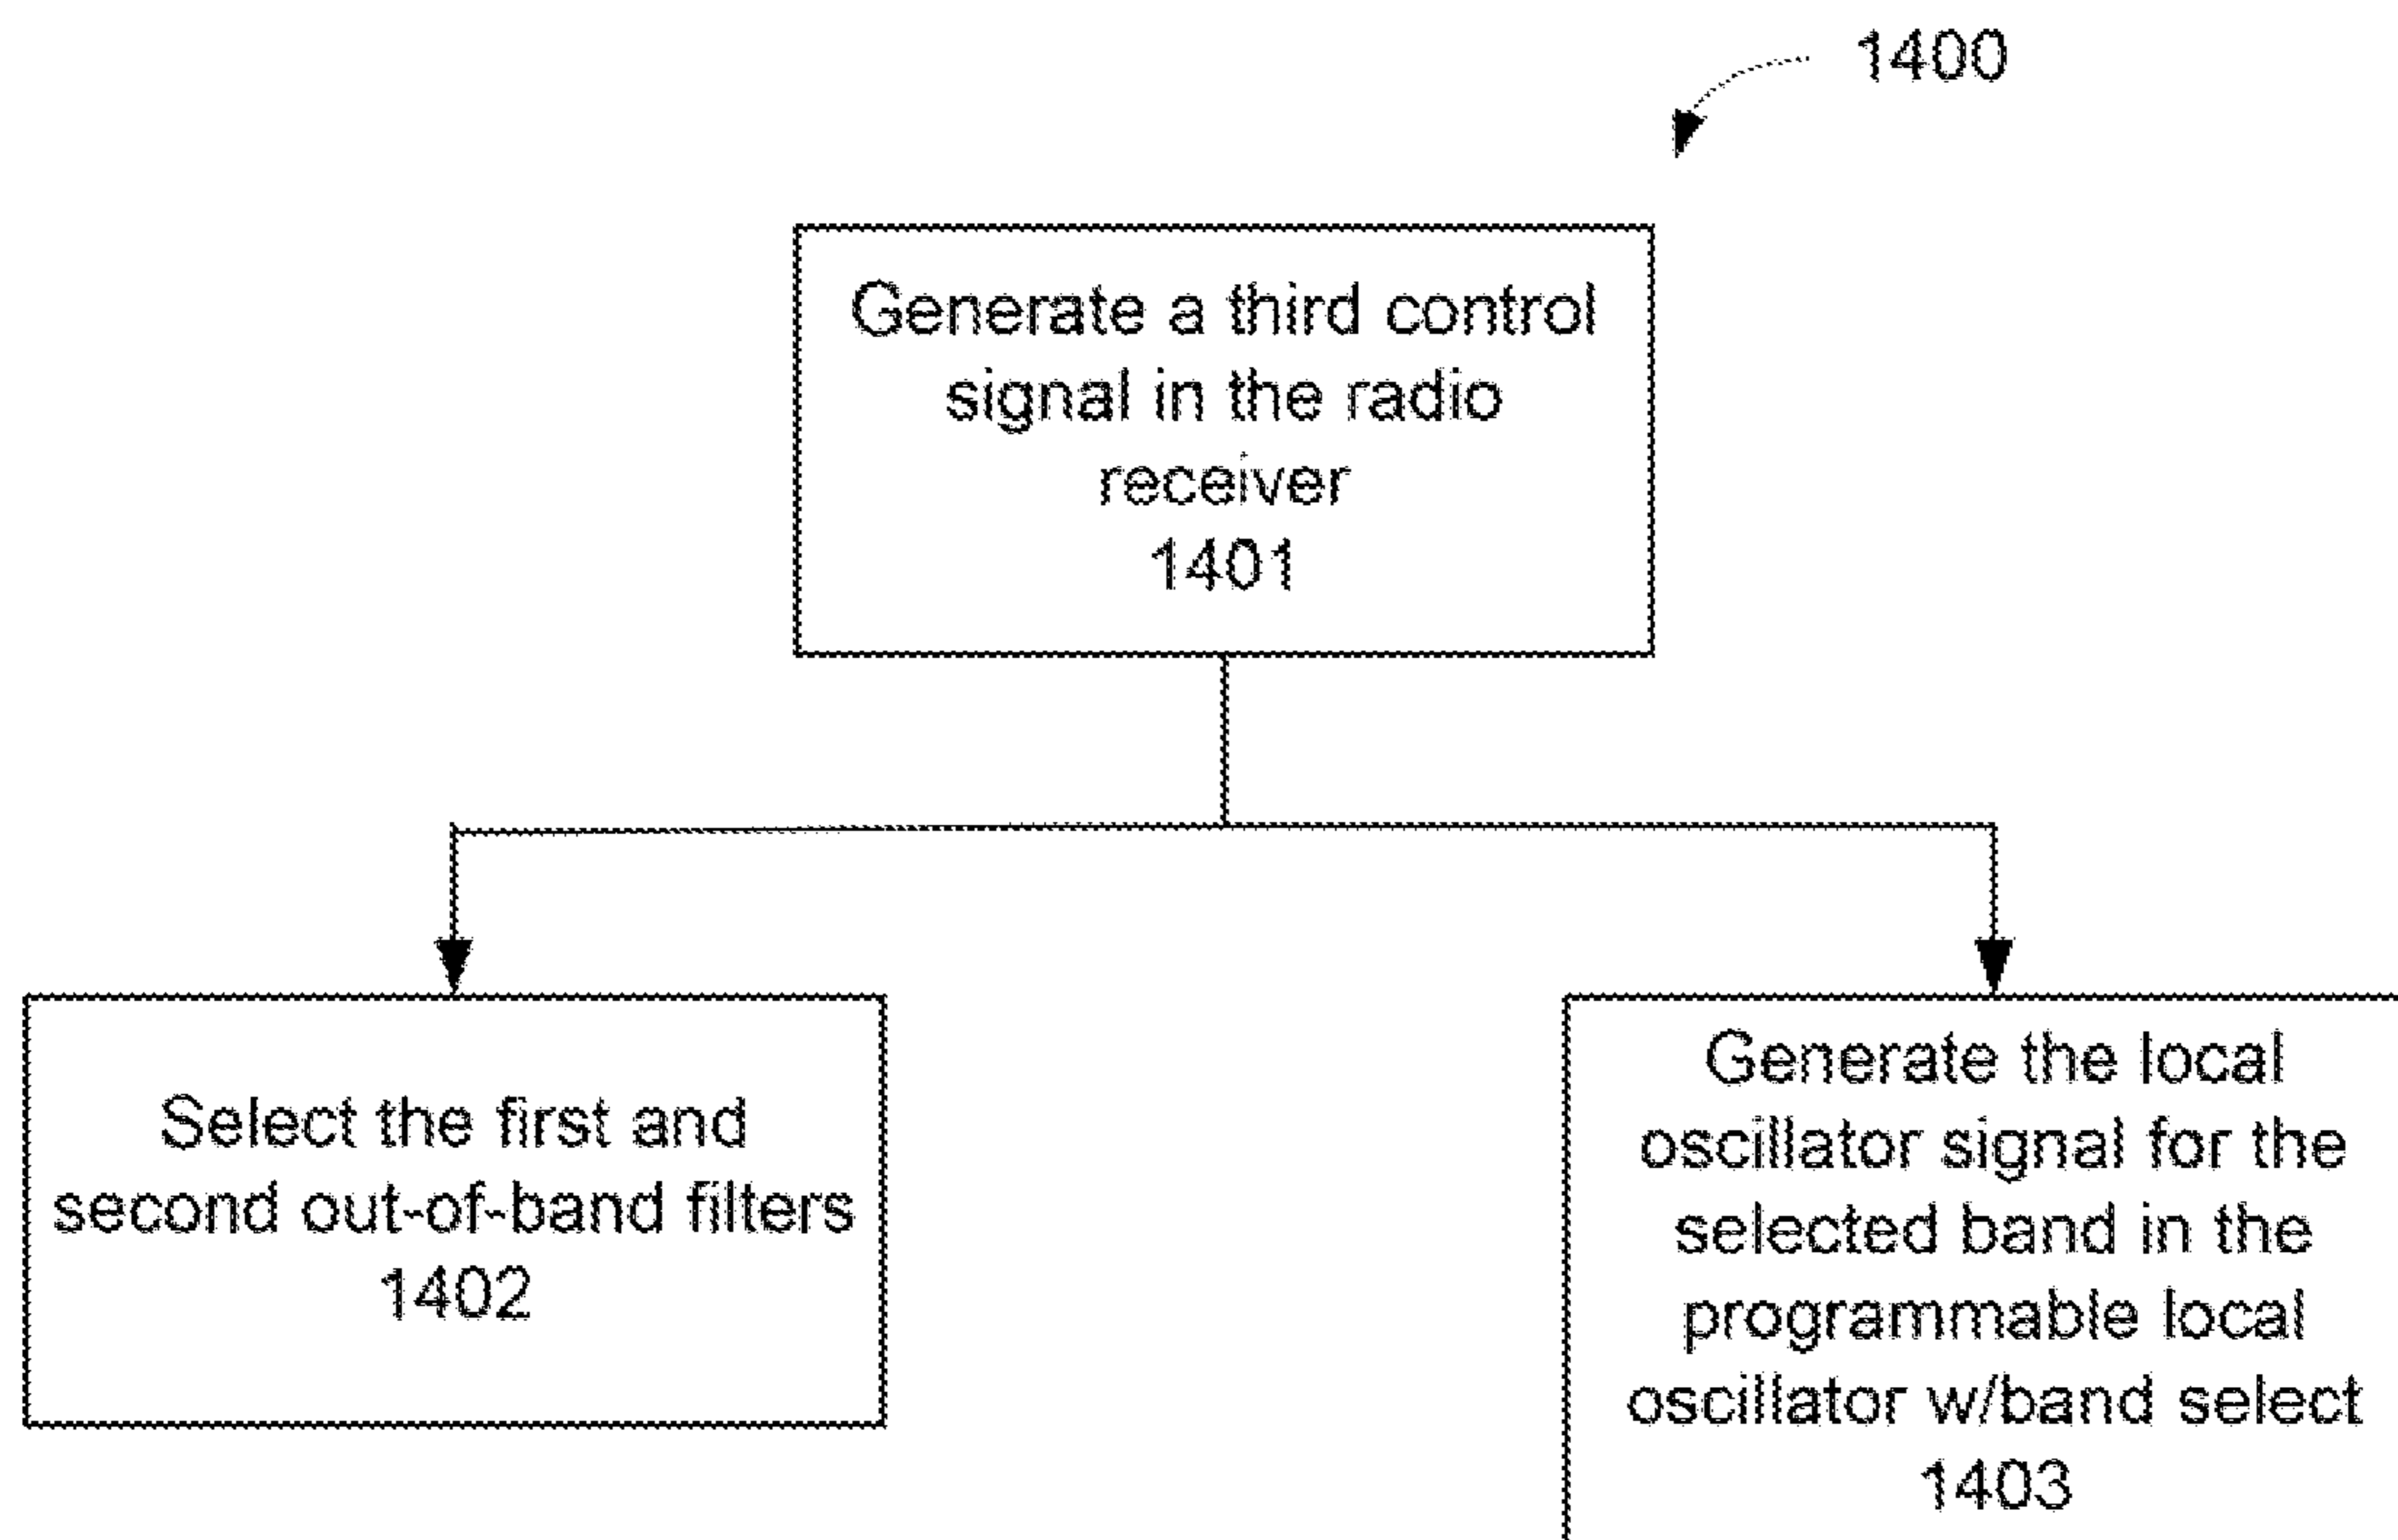 1400
Generate a third control
signal in the radio
receiver
1401
Select the first and
second out-of-band filters
1402
Generate the local
oscillator signal for the
selected band in the
programmable local
oscillator w/band select
1403